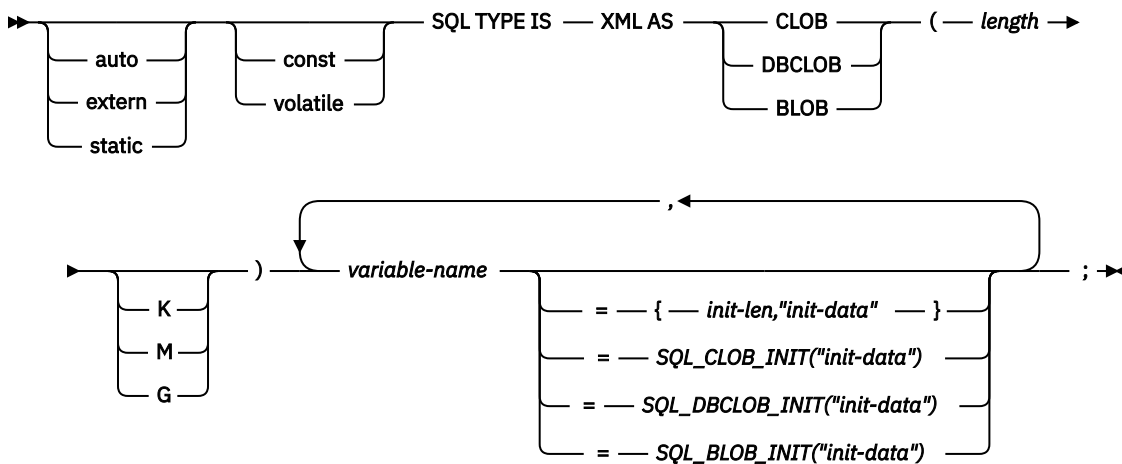 SQL TYPE IS XML AS CLOB ( length
auto const DBCLOB
extern volatile BLOB
static
,
) variable-name ;
K = { init-len,"init-data" }
M = SQL_CLOB_INIT("init-data")
G = SQL_DBCLOB_INIT("init-data")
= SQL_BLOB_INIT("init-data")